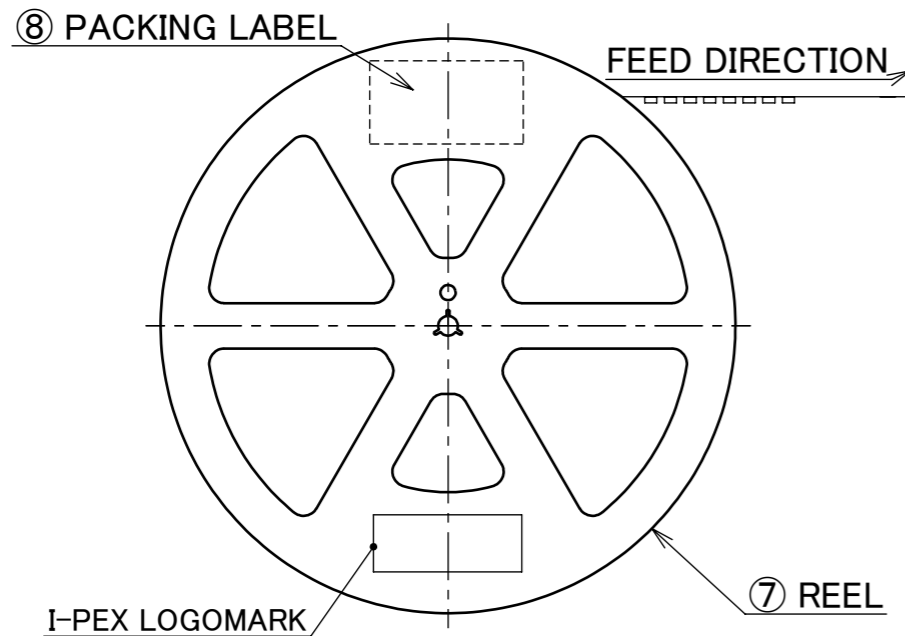 ⑧ PACKING LABEL
FEED DIRECTION
⑦ REEL
I-PEX LOGOMARK